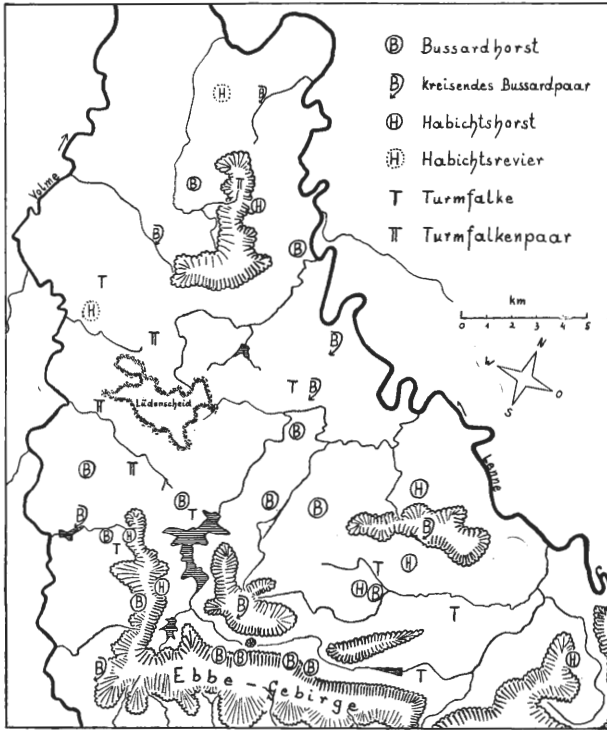 B Bussardhorst
B kreisendes Bussardpaar
H Habichtshorst
H Habichtsrevier
T Turmfalke
TT Turmfalkenpaar
km
0 1 2 3 4 5
N
W
O
S
Volme
Lüdenscheid
Lenne
Ebbe-Gebirge